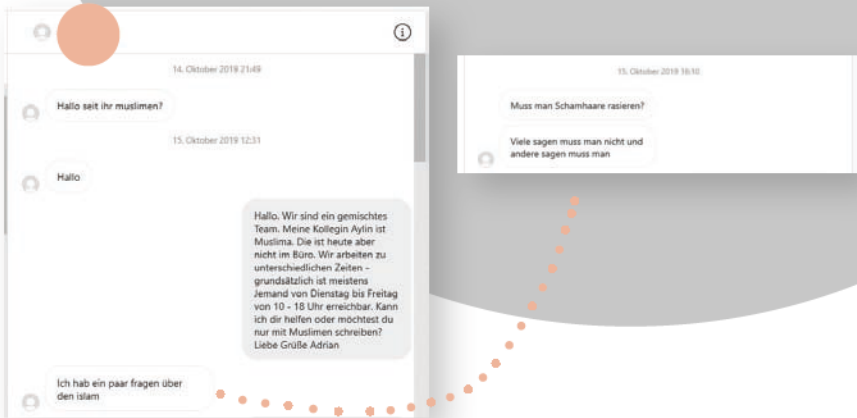 14. Oktober 2019 21:49
Hallo seit ihr muslimen?
15. Oktober 2019 12:31
Hallo
Hallo. Wir sind ein gemischtes
Team. Meine Kollegin Aylin ist
Muslima. Die ist heute aber
nicht im Büro. Wir arbeiten zu
unterschiedlichen Zeiten -
grundsätzlich ist meistens
Jemand von Dienstag bis Freitag
von 10 - 18 Uhr erreichbar. Kann
ich dir helfen oder möchtest du
nur mit Muslimen schreiben?
Liebe Grüße Adrian
Ich hab ein paar fragen über
den islam
15. Oktober 2019 16:10
Muss man Schamhaare rasieren?
Viele sagen muss man nicht und
andere sagen muss man